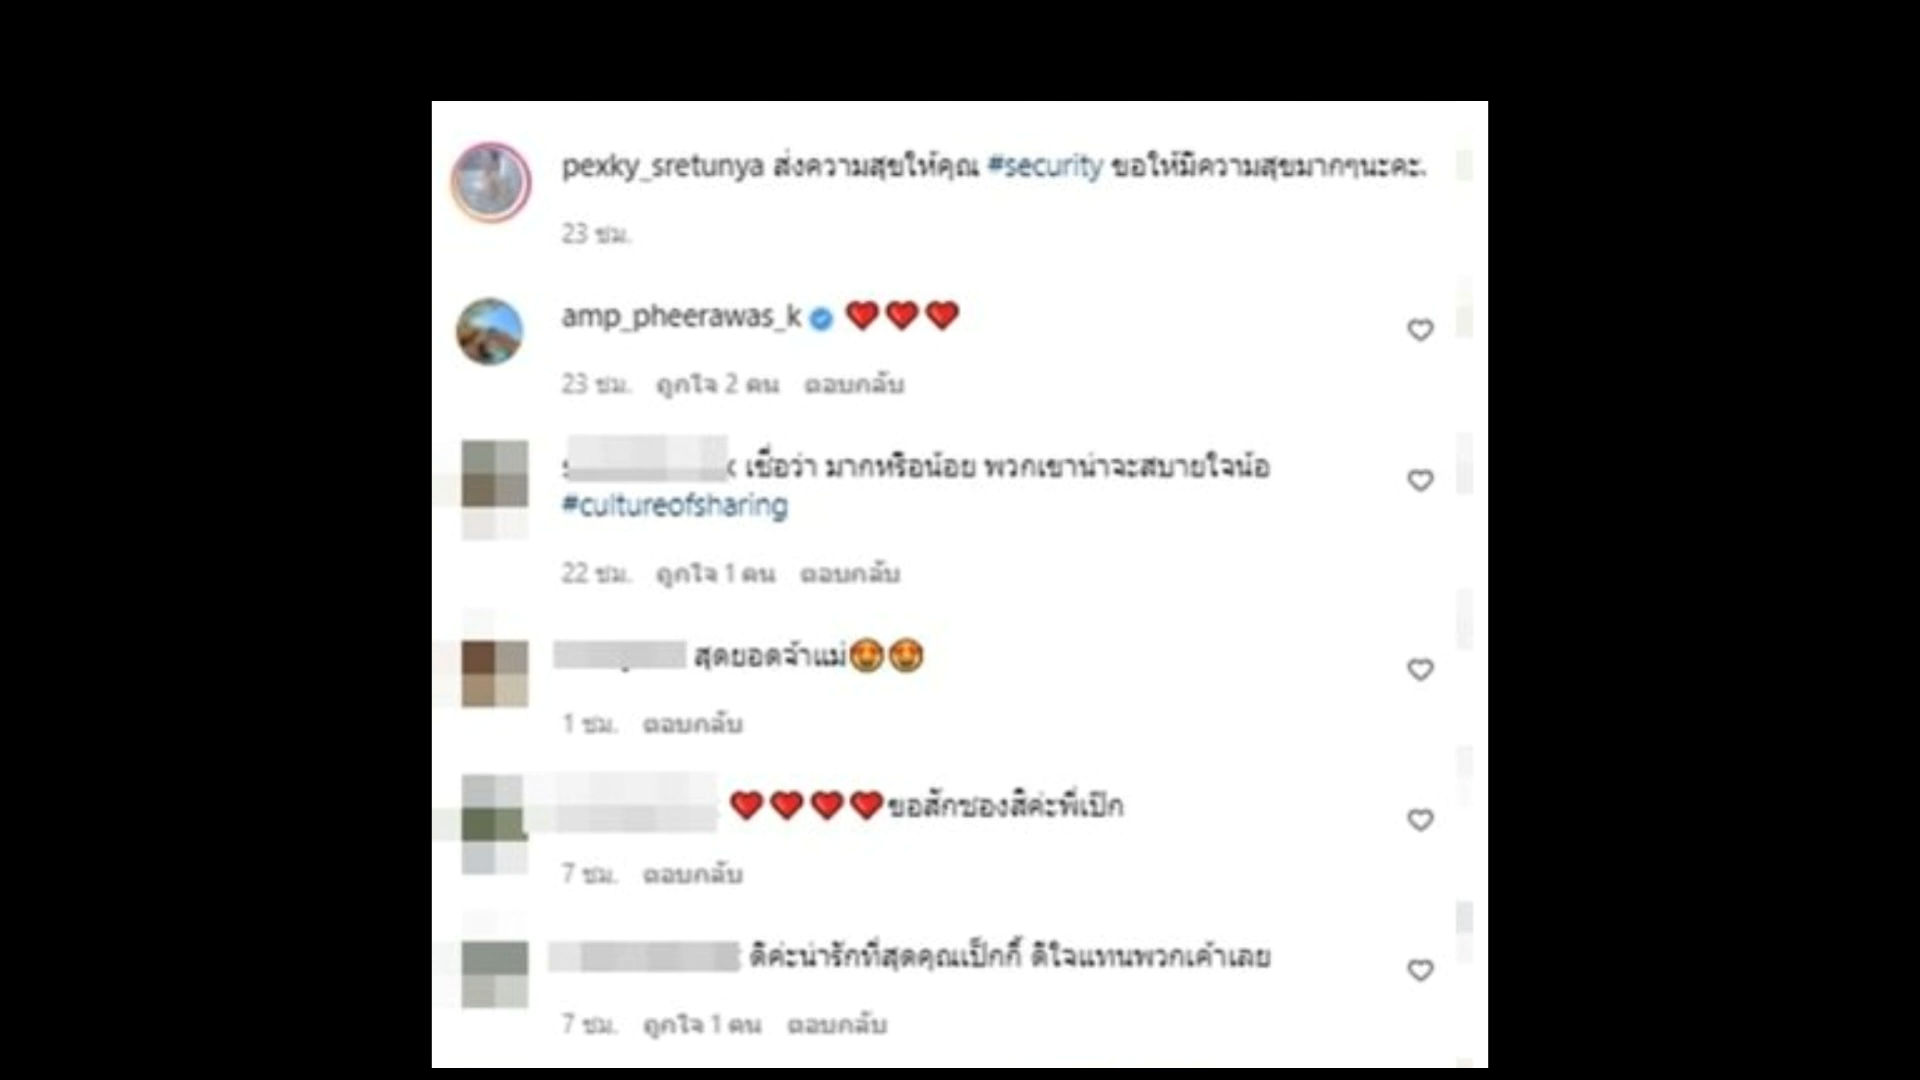 pexky_sretunya ส่งความสุขให้คุณ #security ขอให้มีความสุขมากๆนะคะ.
23 ชม.
amp_pheerawas_k ❤️❤️❤️
23 ชม. ถูกใจ 2 คน ตอบกลับ
เชื่อว่า มากหรือน้อย พวกเขาน่าจะสบายใจน้อ
#cultureofsharing
22 ชม. ถูกใจ 1 คน ตอบกลับ
สุดยอดจ้าแม่🤩🤩
1 ชม. ตอบกลับ
❤️❤️❤️❤️ขอสักซองสิค่ะพี่เป๊ก
7 ชม. ตอบกลับ
ดีค่ะน่ารักที่สุดคุณเป็กกี้ ดีใจแทนพวกเค้าเลย
7 ชม. ถูกใจ 1 คน ตอบกลับ